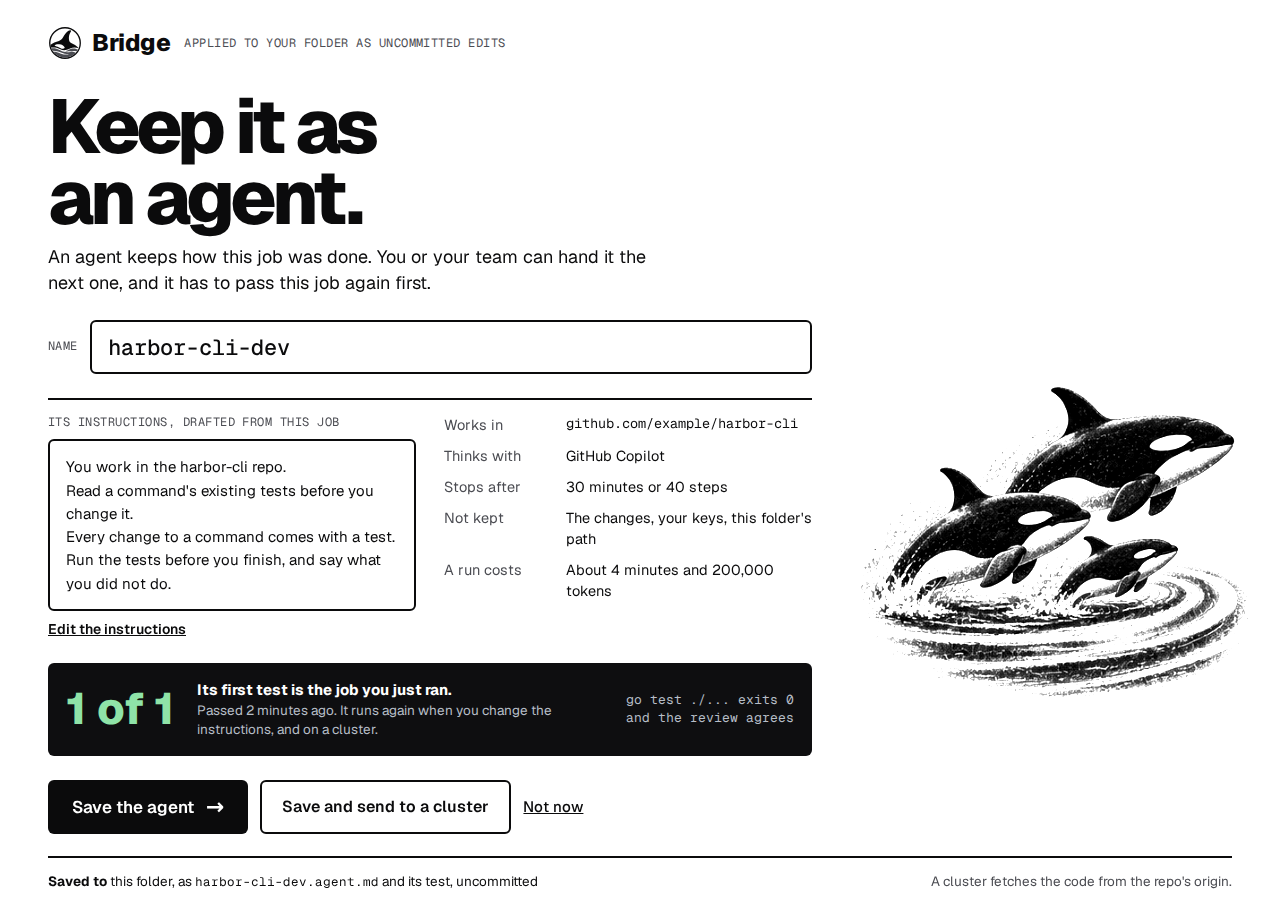 Bridge APPLIED TO YOUR FOLDER AS UNCOMMITTED EDITS
Keep it as
an agent.
An agent keeps how this job was done. You or your team can hand it the
next one, and it has to pass this job again first.
NAME harbor-cli-dev
ITS INSTRUCTIONS, DRAFTED FROM THIS JOB
You work in the harbor-cli repo.
Read a command's existing tests before you
change it.
Every change to a command comes with a test.
Run the tests before you finish, and say what
you did not do.
Edit the instructions
Works in github.com/example/harbor-cli
Thinks with GitHub Copilot
Stops after 30 minutes or 40 steps
Not kept The changes, your keys, this folder's
path
A run costs About 4 minutes and 200,000
tokens
1 of 1
Its first test is the job you just ran.
Passed 2 minutes ago. It runs again when you change the
instructions, and on a cluster.
go test ./... exits 0
and the review agrees
Save the agent →
Save and send to a cluster
Not now
Saved to this folder, as harbor-cli-dev.agent.md and its test, uncommitted
A cluster fetches the code from the repo's origin.